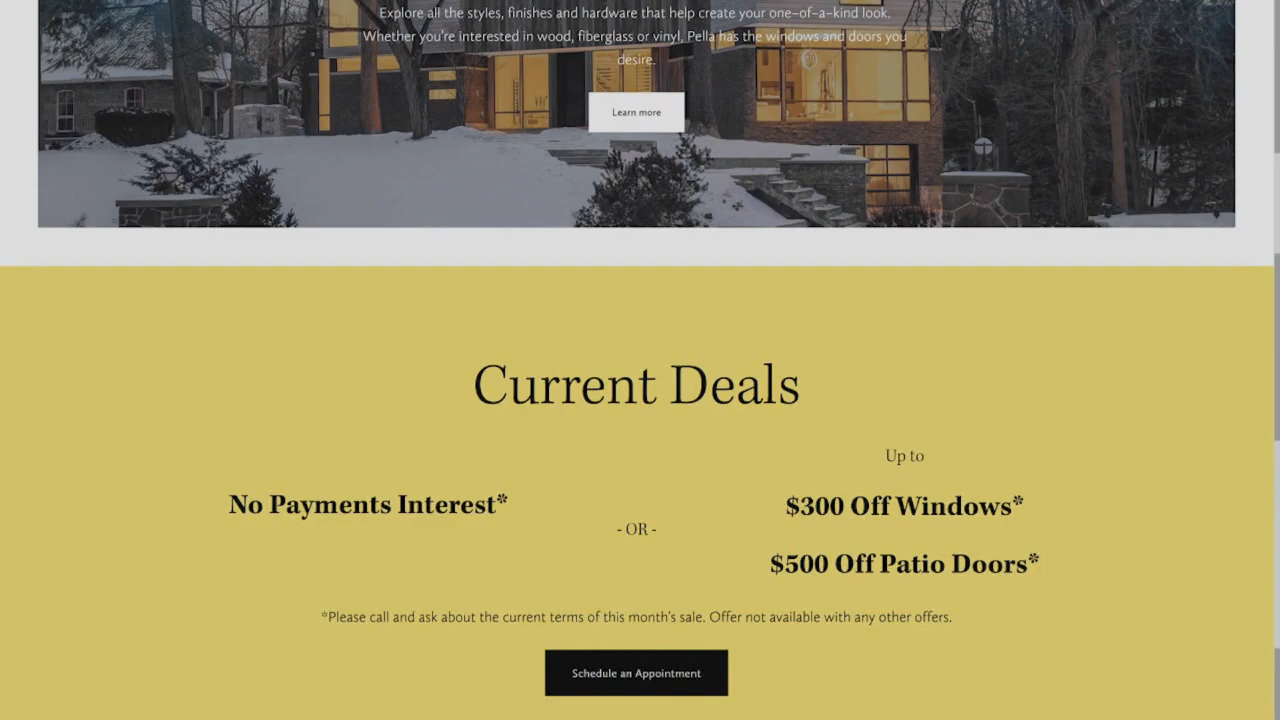 Explore all the styles, finishes and hardware that help create your one-of-a-kind look.
Whether you're interested in wood, fiberglass or vinyl, Pella has the windows and doors you
desire.
Learn more
Current Deals
No Payments Interest*
- OR -
Up to
$300 Off Windows*
$500 Off Patio Doors*
*Please call and ask about the current terms of this month's sale. Offer not available with any other offers.
Schedule an Appointment